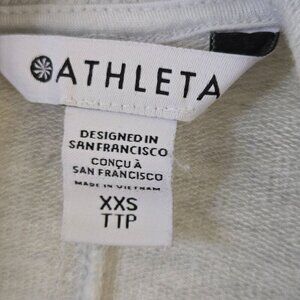 ATHLETA
DESIGNED IN
SAN FRANCISCO
CONÇU À
SAN FRANCISCO
MADE IN VIETNAM
XXS
TTP